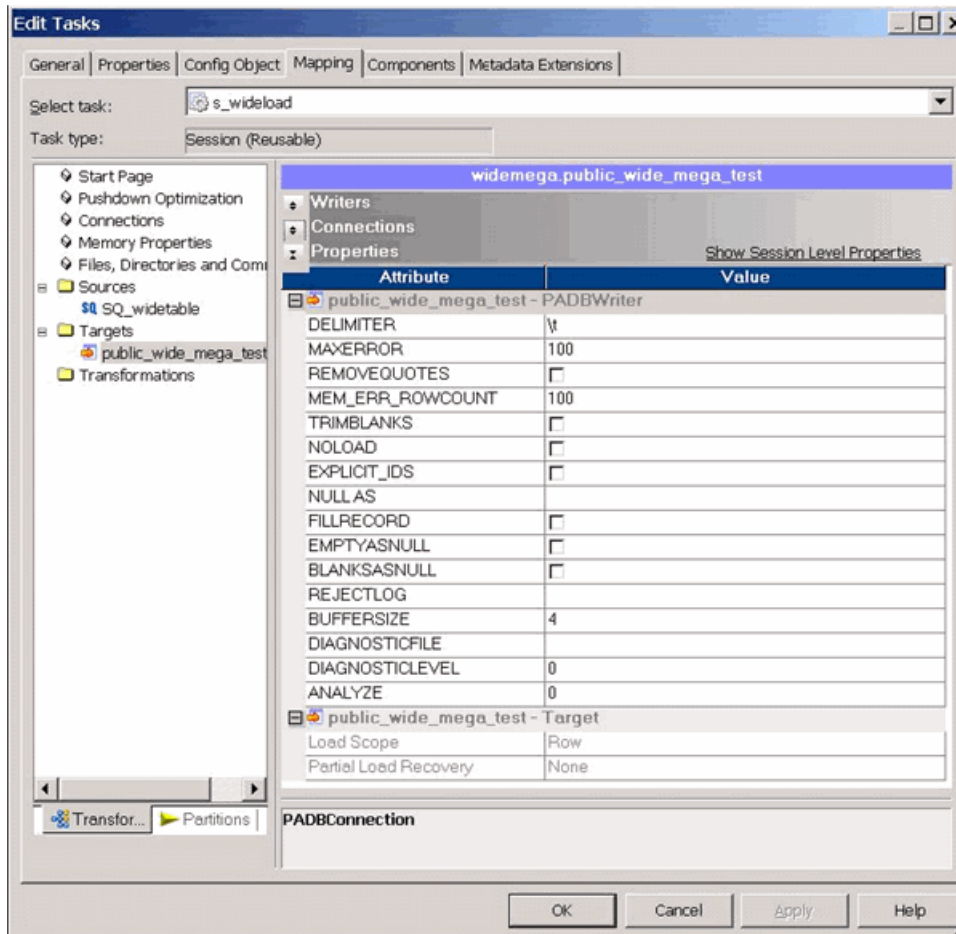 Edit Tasks
General | Properties | Config Object | Mapping | Components | Metadata Extensions
Select task: s_wideload
Task type: Session (Reusable)
Start Page
Pushdown Optimization
Connections
Memory Properties
Files, Directories and Com
Sources
SQ SQ_widetable
Targets
public_wide_mega_test
Transformations
Transfor... Partitions
widemega.public_wide_mega_test
Writers
Connections
Properties Show Session Level Properties
Attribute Value
public_wide_mega_test - PADBWriter
DELIMITER \t
MAXERROR 100
REMOVEQUOTES
MEM_ERR_ROWCOUNT 100
TRIMBLANKS
NOLOAD
EXPLICIT_IDS
NULL AS
FILLRECORD
EMPTYASNULL
BLANKSASNULL
REJECTLOG
BUFFERSIZE 4
DIAGNOSTICFILE
DIAGNOSTICLEVEL 0
ANALYZE 0
public_wide_mega_test - Target
Load Scope Row
Partial Load Recovery None
PADBConnection
OK Cancel Apply Help